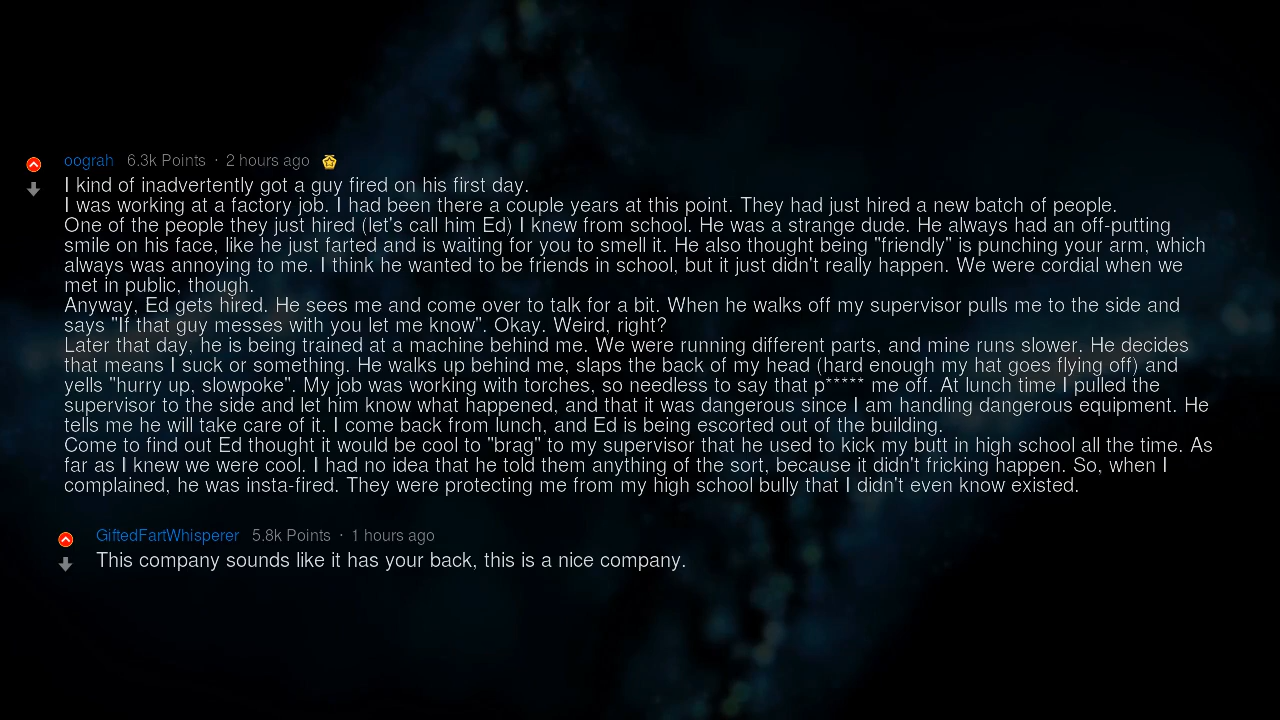 oograh 6.3k Points · 2 hours ago
I kind of inadvertently got a guy fired on his first day.
I was working at a factory job. I had been there a couple years at this point. They had just hired a new batch of people.
One of the people they just hired (let's call him Ed) I knew from school. He was a strange dude. He always had an off-putting
smile on his face, like he just farted and is waiting for you to smell it. He also thought being "friendly" is punching your arm, which
always was annoying to me. I think he wanted to be friends in school, but it just didn't really happen. We were cordial when we
met in public, though.
Anyway, Ed gets hired. He sees me and come over to talk for a bit. When he walks off my supervisor pulls me to the side and
says "If that guy messes with you let me know". Okay. Weird, right?
Later that day, he is being trained at a machine behind me. We were running different parts, and mine runs slower. He decides
that means I suck or something. He walks up behind me, slaps the back of my head (hard enough my hat goes flying off) and
yells "hurry up, slowpoke". My job was working with torches, so needless to say that p***** me off. At lunch time I pulled the
supervisor to the side and let him know what happened, and that it was dangerous since I am handling dangerous equipment. He
tells me he will take care of it. I come back from lunch, and Ed is being escorted out of the building.
Come to find out Ed thought it would be cool to "brag" to my supervisor that he used to kick my butt in high school all the time. As
far as I knew we were cool. I had no idea that he told them anything of the sort, because it didn't fricking happen. So, when I
complained, he was insta-fired. They were protecting me from my high school bully that I didn't even know existed.
GiftedFartWhisperer 5.8k Points · 1 hours ago
This company sounds like it has your back, this is a nice company.